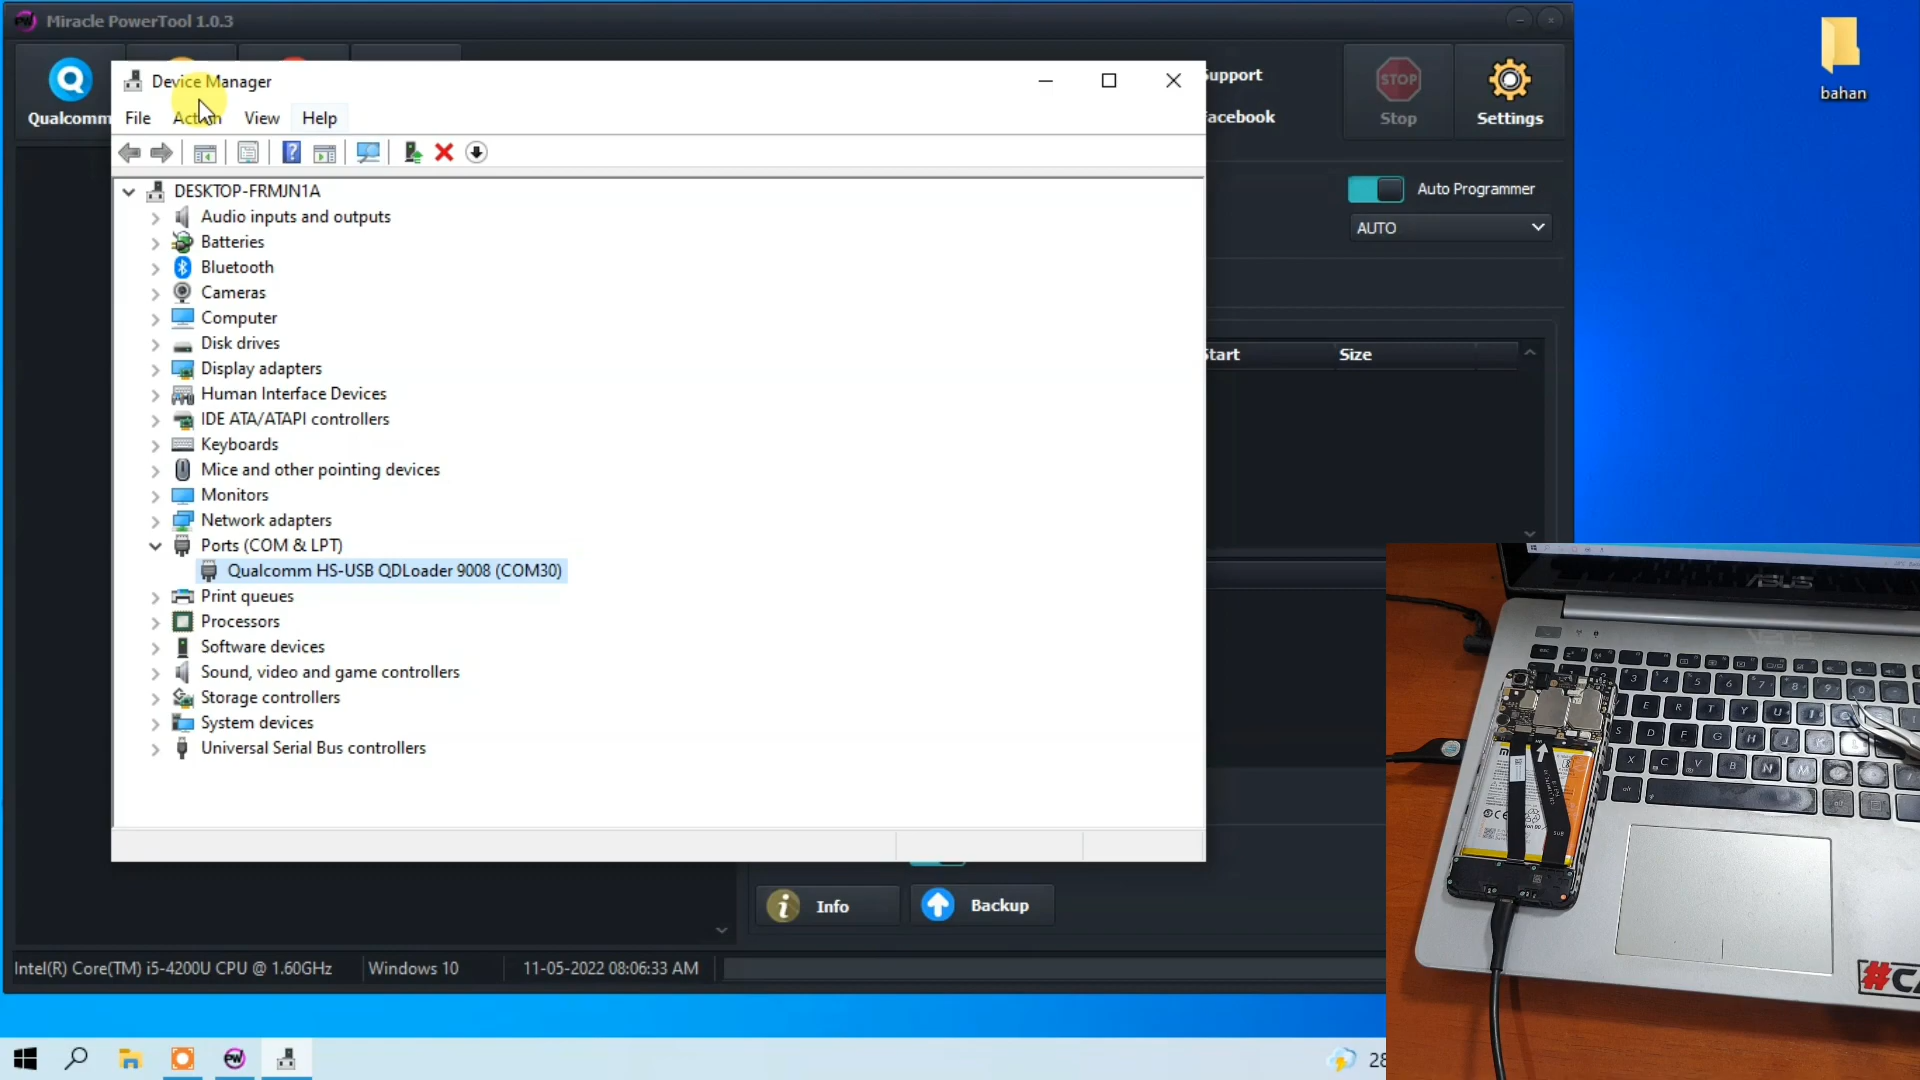 Miracle PowerTool 1.0.3
Qualcomm
Device Manager
File Action View Help
Support
Facebook
Stop
STOP
Settings
bahan
Auto Programmer
AUTO
DESKTOP-FRMJN1A
Audio inputs and outputs
Batteries
Bluetooth
Cameras
Computer
Disk drives
Display adapters
Human Interface Devices
IDE ATA/ATAPI controllers
Keyboards
Mice and other pointing devices
Monitors
Network adapters
Ports (COM & LPT)
Qualcomm HS-USB QDLoader 9008 (COM30)
Print queues
Processors
Software devices
Sound, video and game controllers
Storage controllers
System devices
Universal Serial Bus controllers
Start Size
Info
Backup
Intel(R) Core(TM) i5-4200U CPU @ 1.60GHz
Windows 10
11-05-2022 08:06:33 AM
28
ASUS
#CA